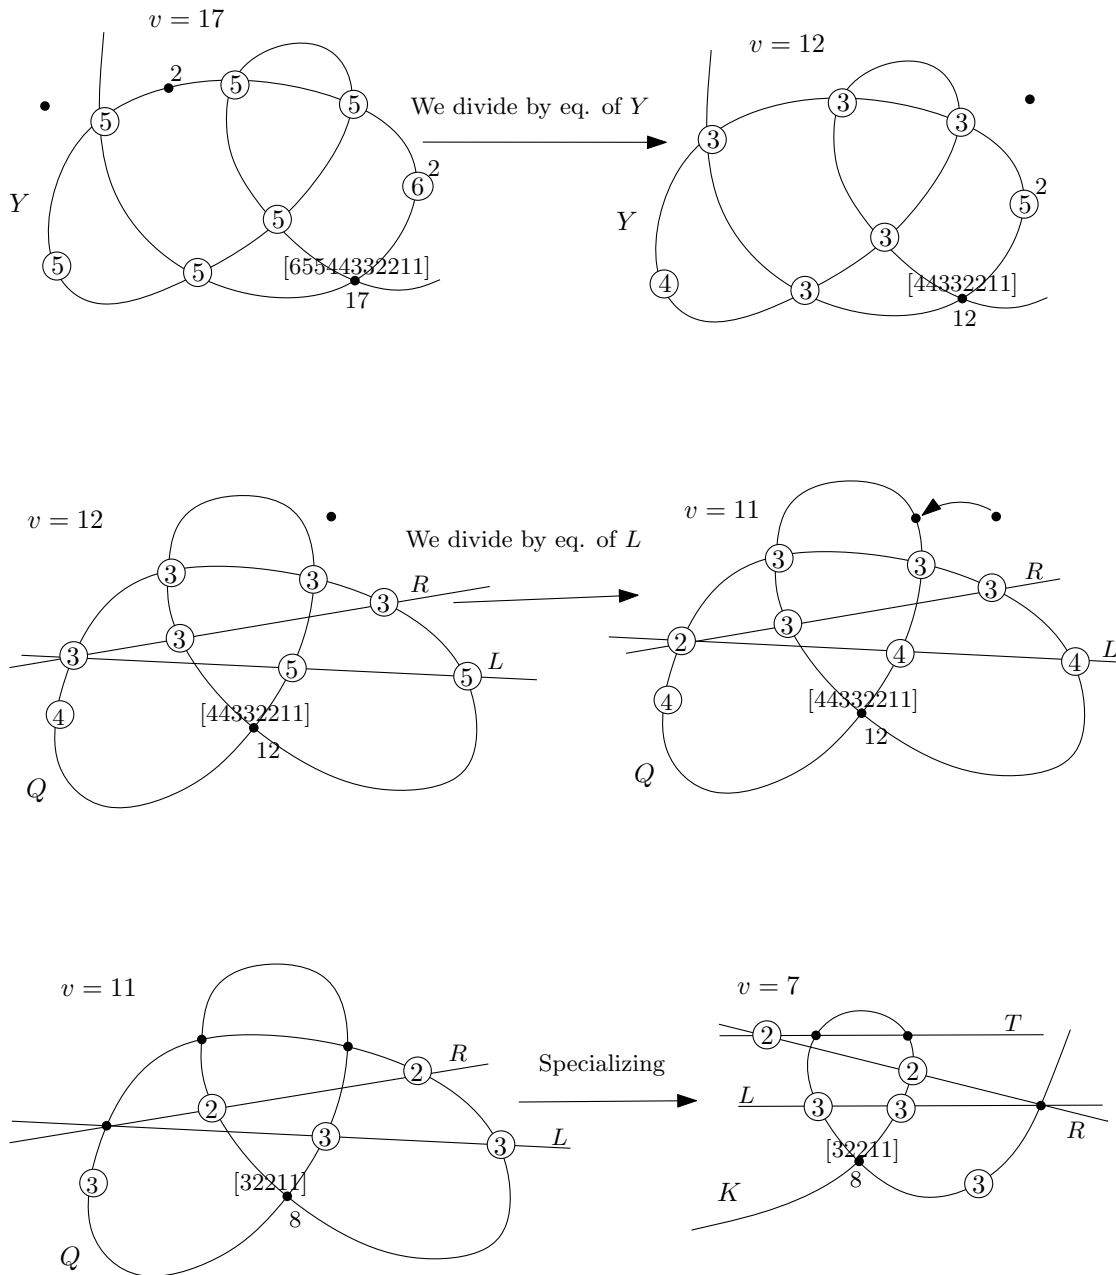 v = 17
v = 12
2
5
5
5
5
We divide by eq. of Y
3
3
3
6 2
5 2
Y
Y
5
3
5
5
[65544332211]
17
4
3
[44332211]
12
v = 12
v = 11
We divide by eq. of L
3
3
3
3
3
R
3
R
3
3
3
2
5
5
L
4
4
L
4
[44332211]
12
4
[44332211]
12
Q
Q
v = 11
v = 7
R
T
2
2
Specializing
2
2
L
3
3
3
3
L
R
3
[32211]
8
[32211]
8
3
K
Q